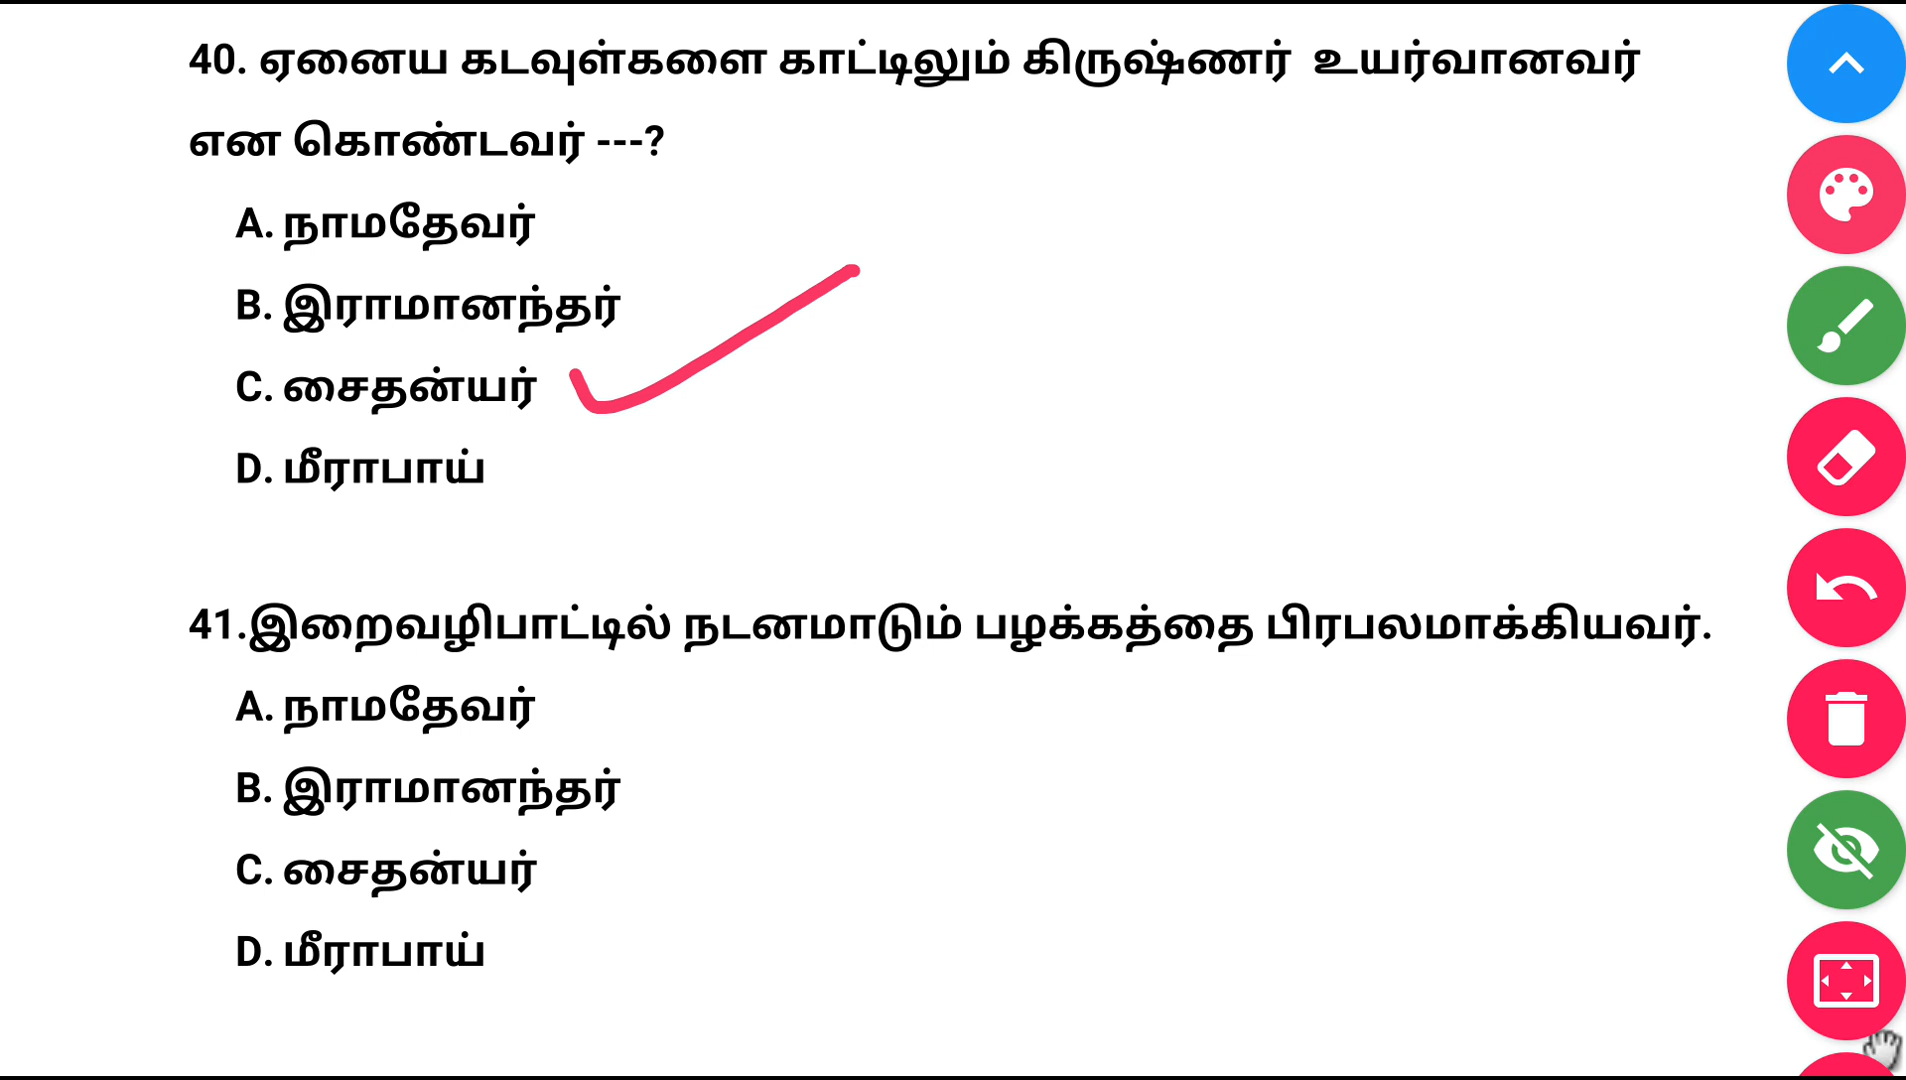 40. ஏனைய கடவுள்களை காட்டிலும் கிருஷ்ணர் உயர்வானவர்
என கொண்டவர் ---?
A. நாமதேவர்
B. இராமானந்தர்
C. சைதன்யர்
D. மீராபாய்
41.இறைவழிபாட்டில் நடனமாடும் பழக்கத்தை பிரபலமாக்கியவர்.
A. நாமதேவர்
B. இராமானந்தர்
C. சைதன்யர்
D. மீராபாய்